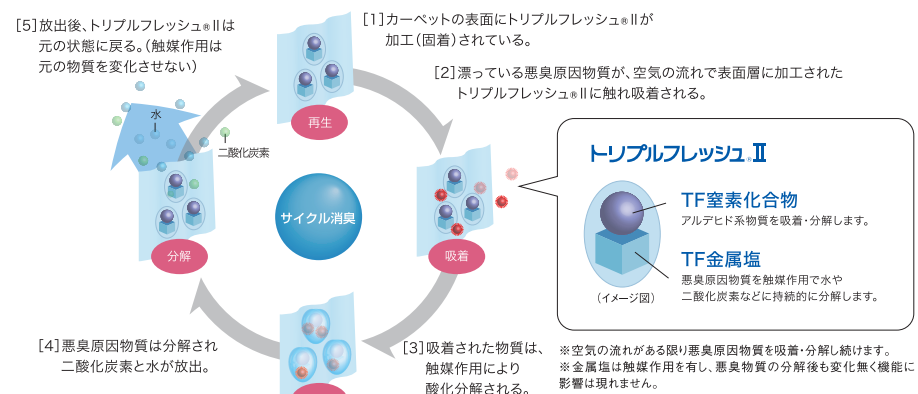 [1]カーペットの表面にトリプルフレッシュ®Ⅱが
加工(固着)されている。
[2]漂っている悪臭原因物質が、空気の流れで表面層に加工された
トリプルフレッシュ®Ⅱに触れ吸着される。
[3]吸着された物質は、
触媒作用により
酸化分解される。
[4]悪臭原因物質は分解され
二酸化炭素と水が放出。
[5]放出後、トリプルフレッシュ®Ⅱは
元の状態に戻る。(触媒作用は
元の物質を変化させない)
水
二酸化炭素
再生
吸着
分解
サイクル消臭
トリプルフレッシュ®Ⅱ
TF窒素化合物
アルデヒド系物質を吸着・分解します。
TF金属塩
悪臭原因物質を触媒作用で水や
二酸化炭素などに持続的に分解します。
(イメージ図)
※空気の流れがある限り悪臭原因物質を吸着・分解し続けます。
※金属塩は触媒作用を有し、悪臭物質の分解後も変化無く機能に
影響は現れません。